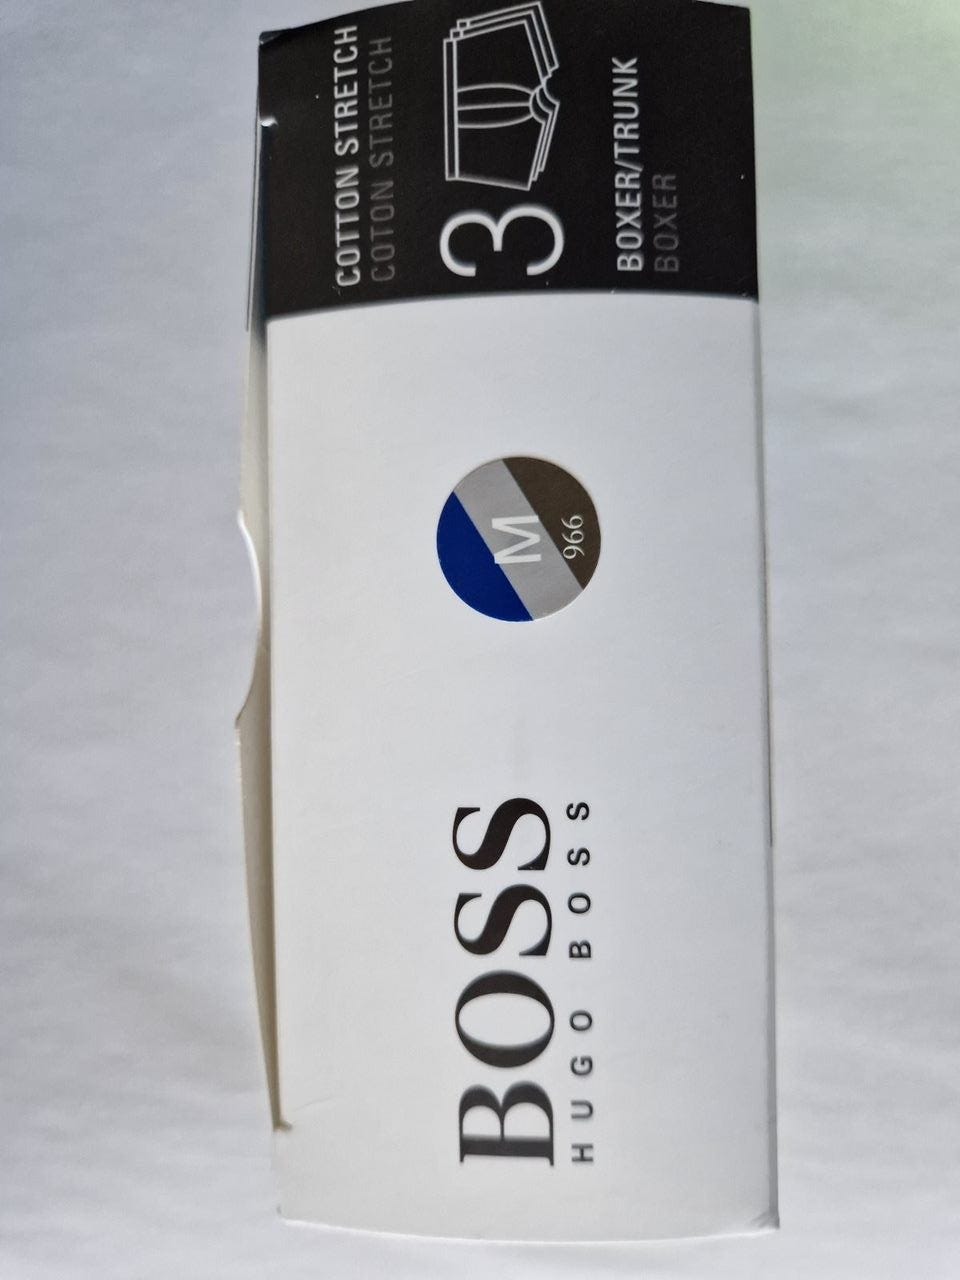 BOSS
HUGO BOSS
M
966
COTTON STRETCH
COTON STRETCH
3
BOXER/TRUNK
BOXER